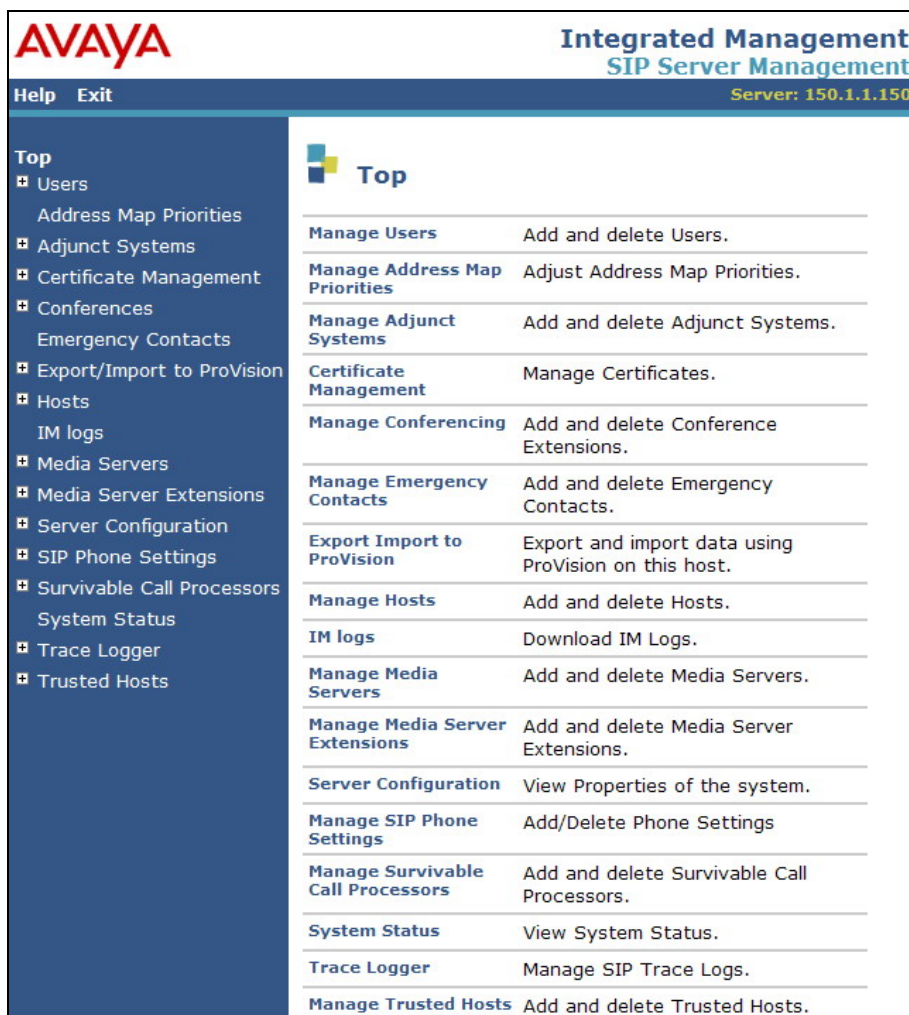 AVAYA
Integrated Management
SIP Server Management
Help Exit
Server: 150.1.1.150
Top
Users
Address Map Priorities
Adjunct Systems
Certificate Management
Conferences
Emergency Contacts
Export/Import to ProVision
Hosts
IM logs
Media Servers
Media Server Extensions
Server Configuration
SIP Phone Settings
Survivable Call Processors
System Status
Trace Logger
Trusted Hosts
Top
Manage Users Add and delete Users.
Manage Address Map Adjust Address Map Priorities.
Priorities
Manage Adjunct Add and delete Adjunct Systems.
Systems
Certificate Manage Certificates.
Management
Manage Conferencing Add and delete Conference
Extensions.
Manage Emergency Add and delete Emergency
Contacts Contacts.
Export Import to Export and import data using
ProVision ProVision on this host.
Manage Hosts Add and delete Hosts.
IM logs Download IM Logs.
Manage Media Add and delete Media Servers.
Servers
Manage Media Server Add and delete Media Server
Extensions Extensions.
Server Configuration View Properties of the system.
Manage SIP Phone Add/Delete Phone Settings
Settings
Manage Survivable Add and delete Survivable Call
Call Processors Processors.
System Status View System Status.
Trace Logger Manage SIP Trace Logs.
Manage Trusted Hosts Add and delete Trusted Hosts.